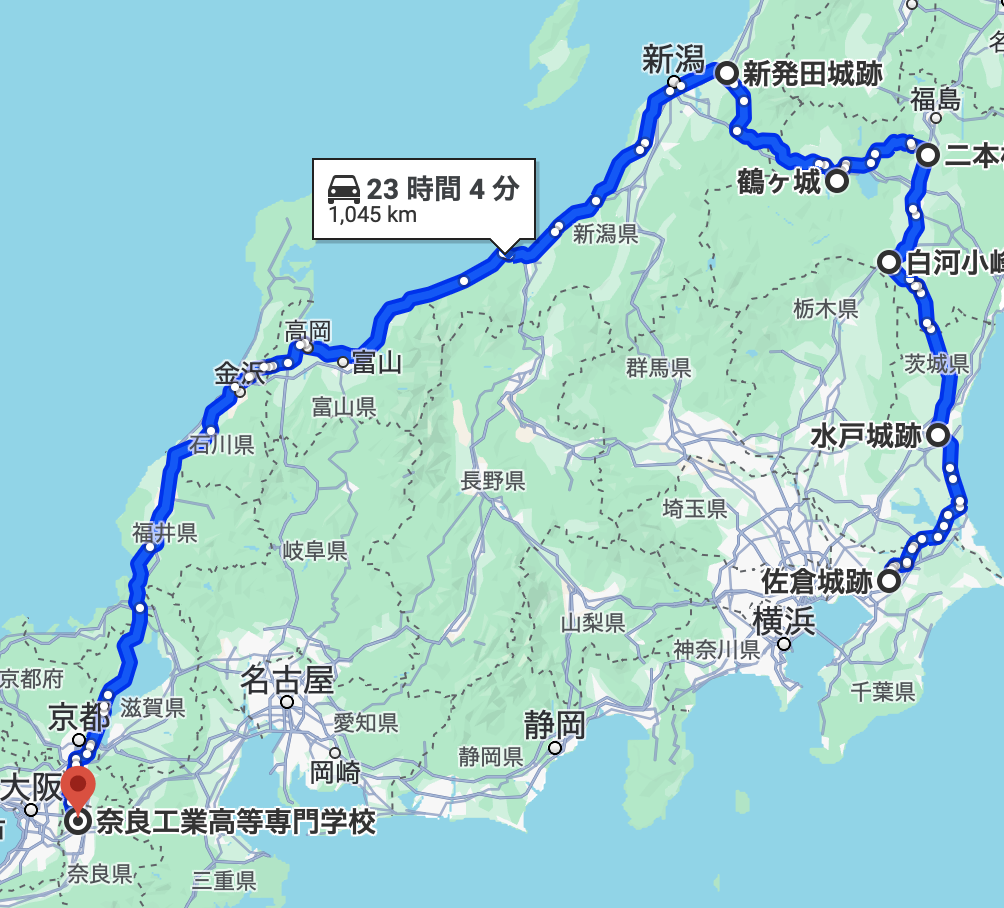 新潟
新発田城跡
福島
二本
鶴ヶ城
23 時間 4 分
1,045 km
新潟県
白河小峰
栃木県
高岡
富山
茨城県
金沢
群馬県
富山県
水戸城跡
石川県
長野県
埼玉県
福井県
岐阜県
佐倉城跡
横浜
山梨県
神奈川県
京都府
名古屋
千葉県
滋賀県
京都
愛知県
静岡
静岡県
岡崎
大阪
奈良工業高等専門学校
奈良県
三重県